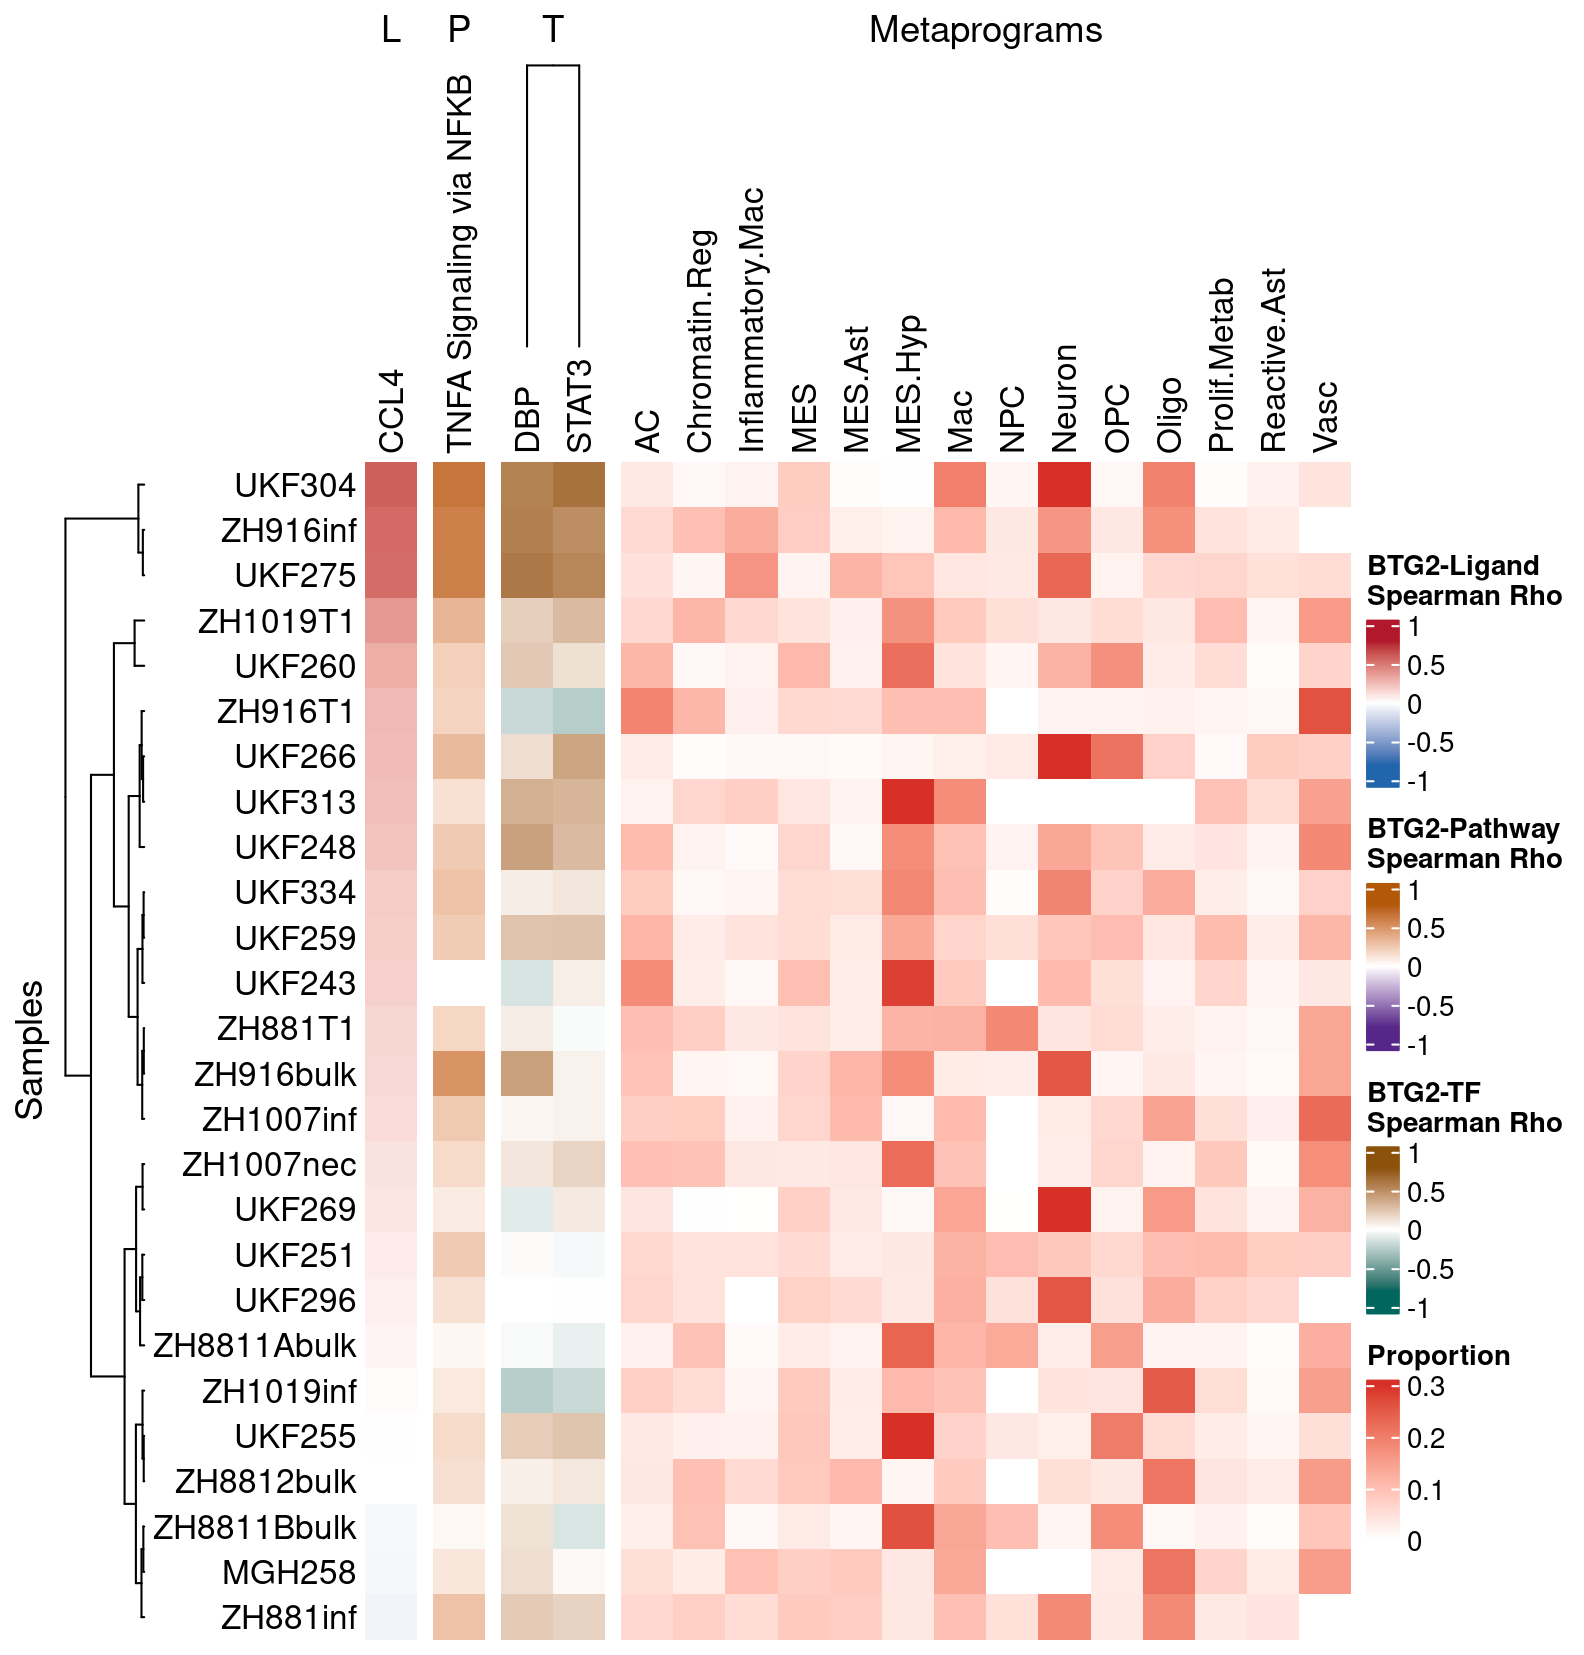 L P T Metaprograms
CCL4
TNFA Signaling via NFKB
DBP
STAT3
AC
Chromatin.Reg
Inflammatory.Mac
MES
MES.Ast
MES.Hyp
Mac
NPC
Neuron
OPC
Oligo
Prolif.Metab
Reactive.Ast
Vasc
Samples
UKF304
ZH916inf
UKF275
ZH1019T1
UKF260
ZH916T1
UKF266
UKF313
UKF248
UKF334
UKF259
UKF243
ZH881T1
ZH916bulk
ZH1007inf
ZH1007nec
UKF269
UKF251
UKF296
ZH8811Abulk
ZH1019inf
UKF255
ZH8812bulk
ZH8811Bbulk
MGH258
ZH881inf
BTG2-Ligand
Spearman Rho
1
0.5
0
-0.5
-1
BTG2-Pathway
Spearman Rho
1
0.5
0
-0.5
-1
BTG2-TF
Spearman Rho
1
0.5
0
-0.5
-1
Proportion
0.3
0.2
0.1
0